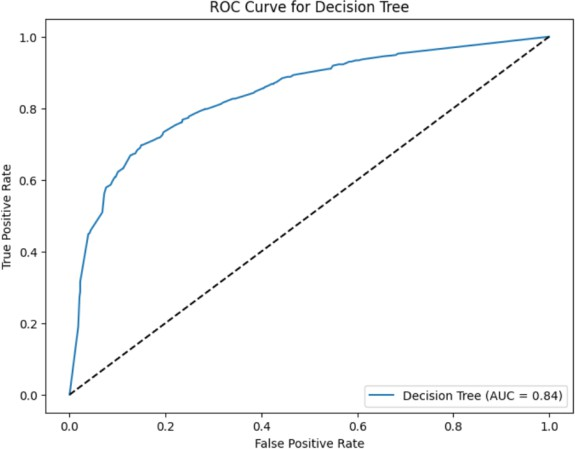 ROC Curve for Decision Tree
True Positive Rate
1.0
0.8
0.6
0.4
0.2
0.0
0.0 0.2 0.4 0.6 0.8 1.0
False Positive Rate
Decision Tree (AUC = 0.84)